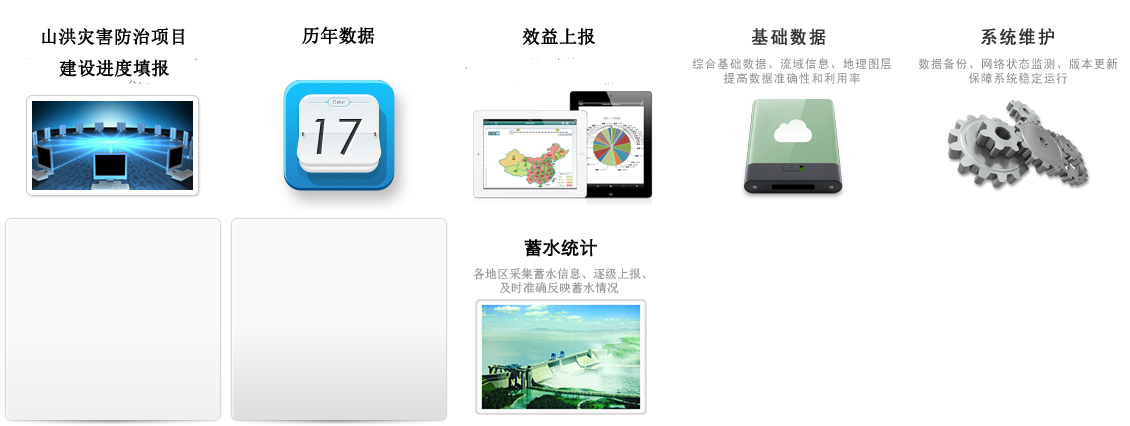 山洪灾害防治项目
建设进度填报
历年数据
17
效益上报
基础数据
综合基础数据、流域信息、地理图层
提高数据准确性和利用率
系统维护
数据备份、网络状态监测、版本更新
保障系统稳定运行
蓄水统计
各地区采集蓄水信息、逐级上报、
及时准确反映蓄水情况